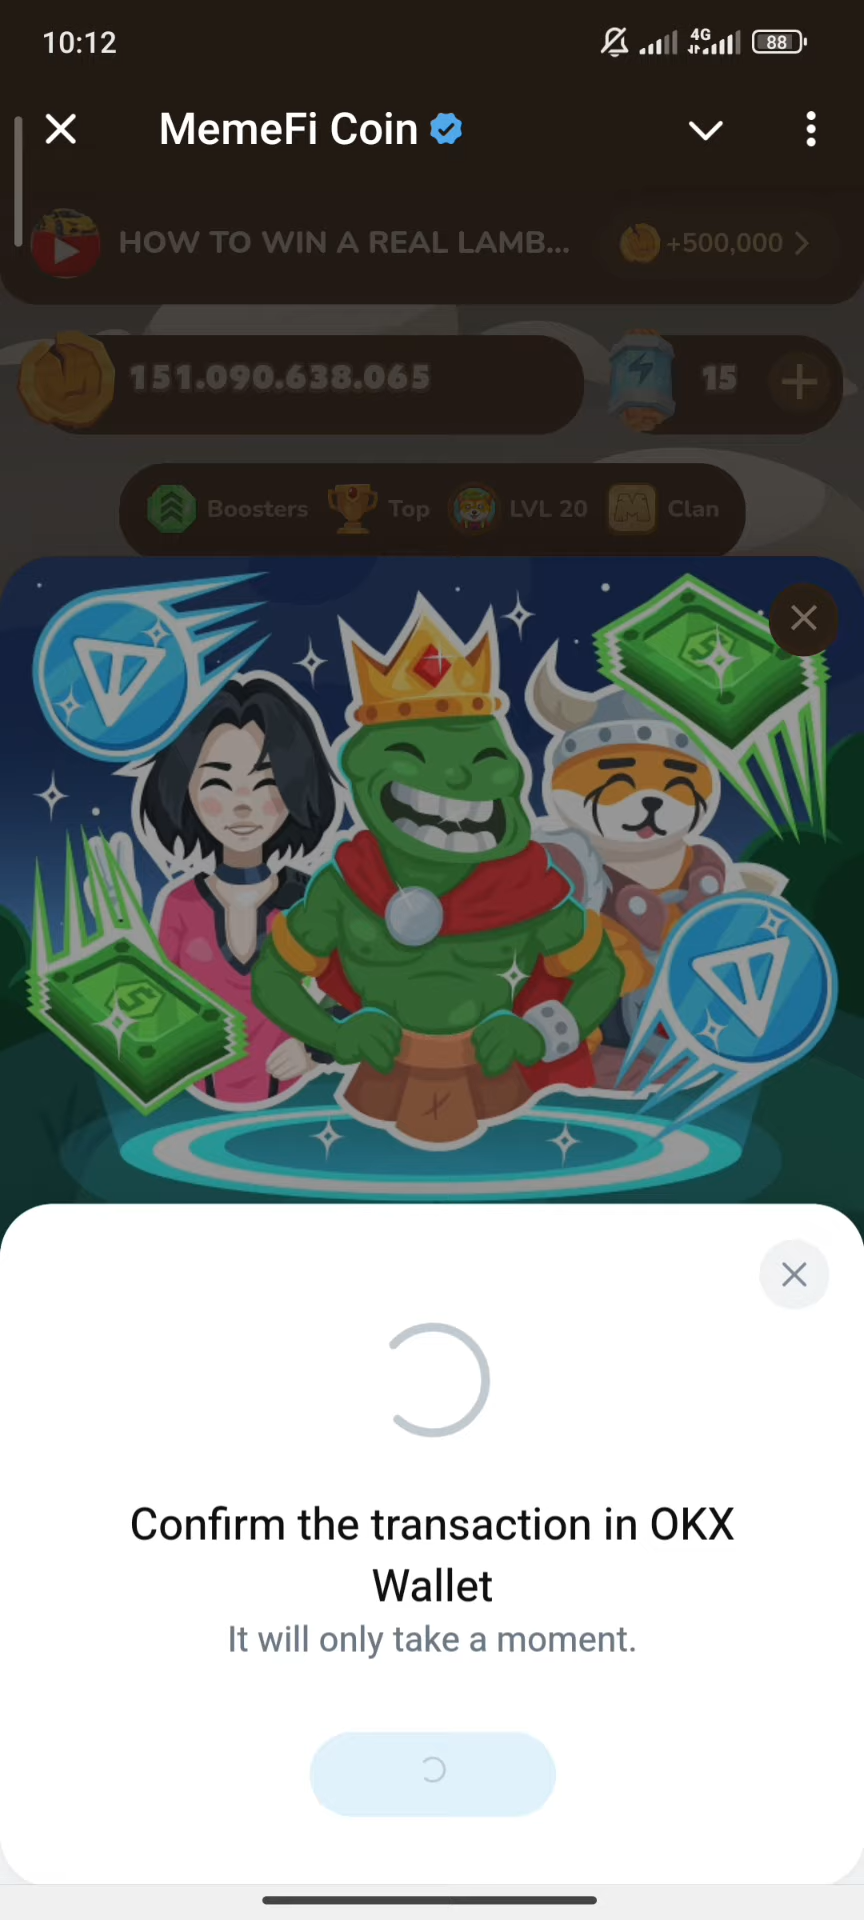 10:12
4G
88
MemeFi Coin
HOW TO WIN A REAL LAMB...
+500,000
151.090.638.065
15
Boosters
Top
LVL 20
Clan
Confirm the transaction in OKX
Wallet
It will only take a moment.